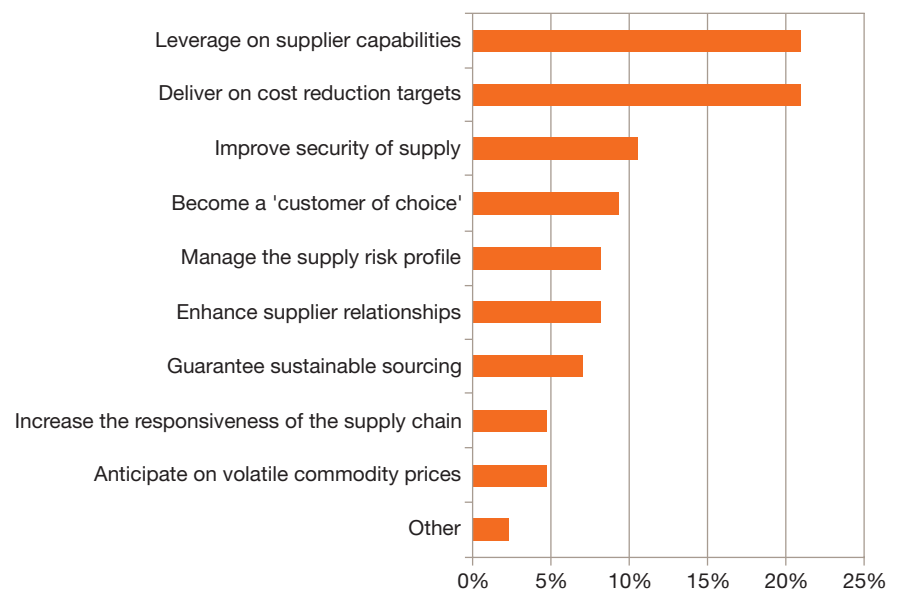 Leverage on supplier capabilities
Deliver on cost reduction targets
Improve security of supply
Become a 'customer of choice'
Manage the supply risk profile
Enhance supplier relationships
Guarantee sustainable sourcing
Increase the responsiveness of the supply chain
Anticipate on volatile commodity prices
Other
0% 5% 10% 15% 20% 25%